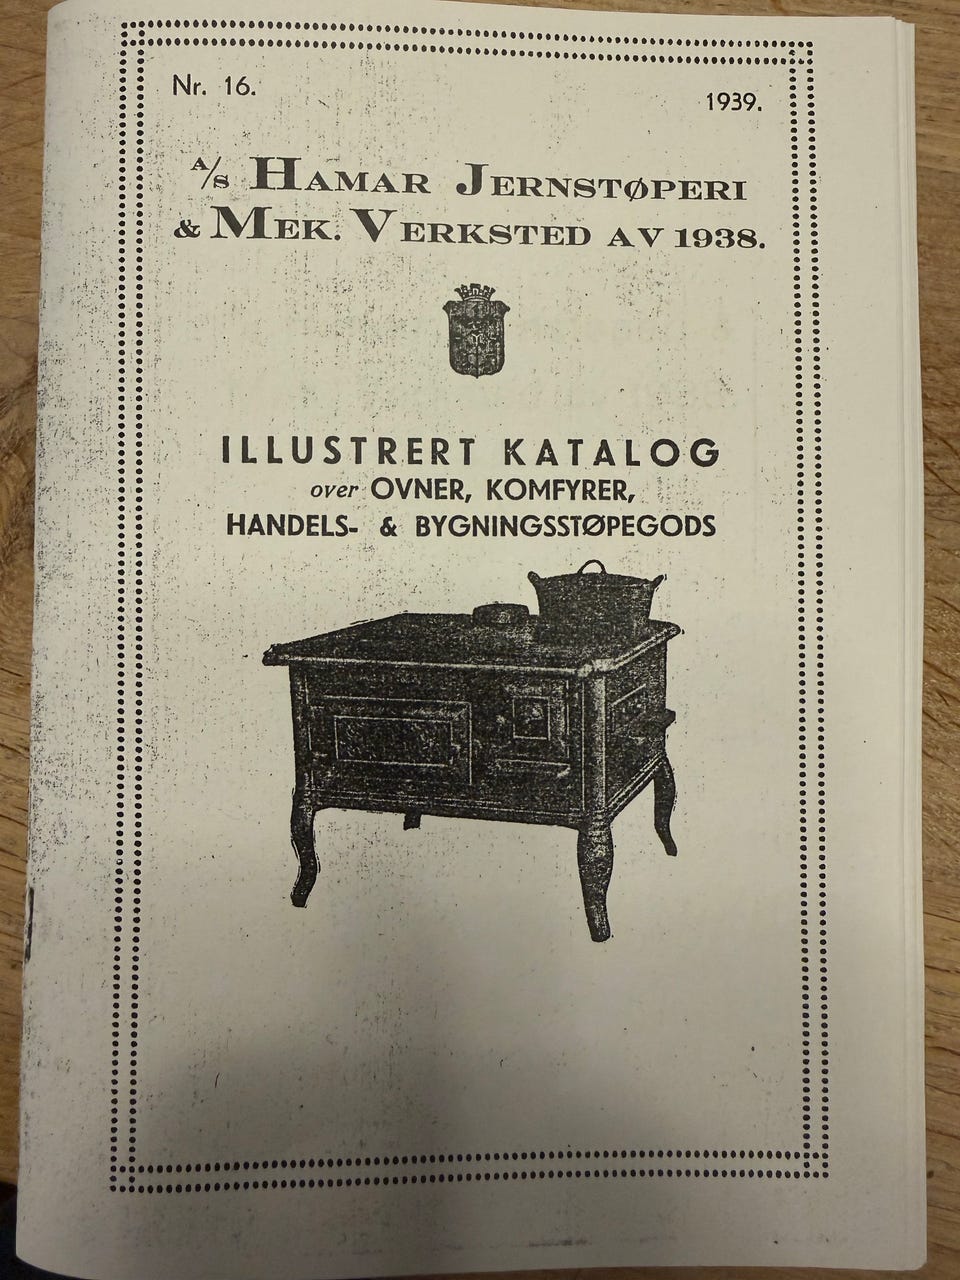 Nr. 16.
1939.
A/S HAMAR JERNSTØPERI
& MEK. VERKSTED AV 1938.
ILLUSTRERT KATALOG
over OVNER, KOMFYRER,
HANDELS- & BYGNINGSSTØPEGODS